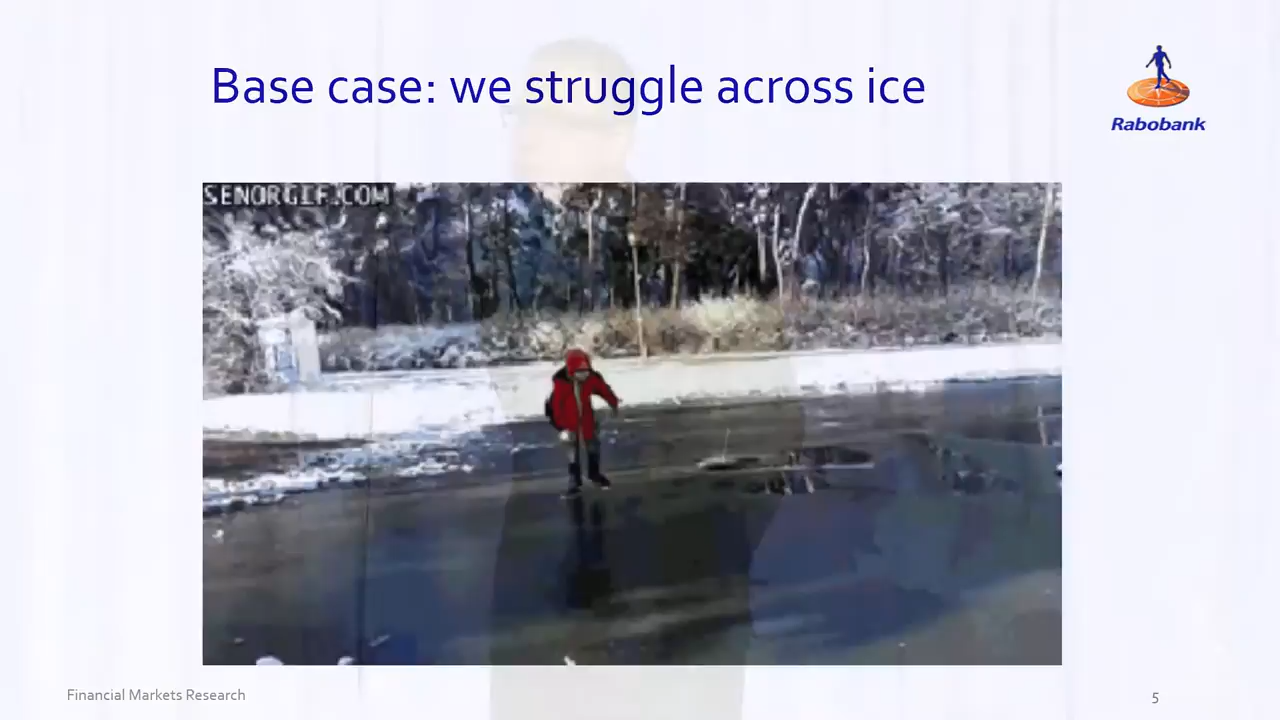 Base case: we struggle across ice
Rabobank
SENORGIF.COM
Financial Markets Research
5